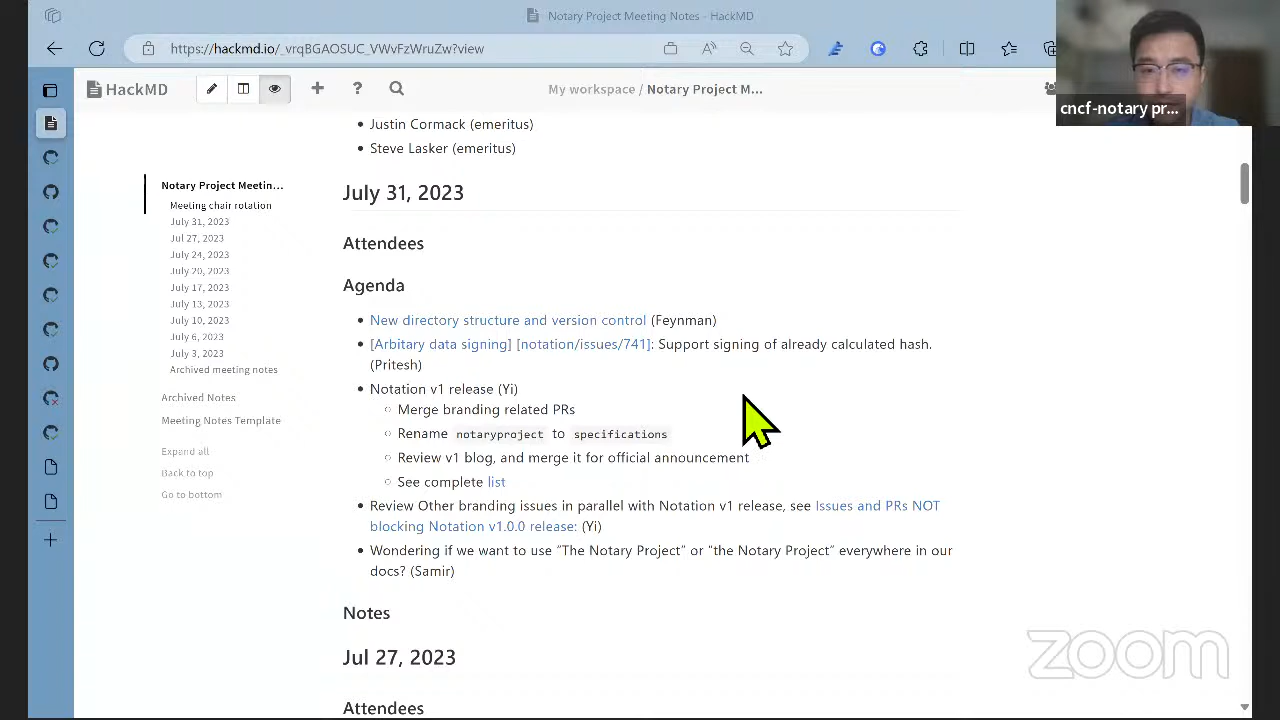 Notary Project Meeting Notes - HackMD
https://hackmd.io/_vrqBGAOSUC_VWvFzWruZw?view
HackMD
My workspace / Notary Project M...
cncf-notary pr...
Notary Project Meetin...
Meeting chair rotation
July 31, 2023
Jul 27, 2023
July 24, 2023
July 20, 2023
July 17, 2023
July 13, 2023
July 10, 2023
July 6, 2023
July 3, 2023
Archived meeting notes
Archived Notes
Meeting Notes Template
Expand all
Back to top
Go to bottom
• Justin Cormack (emeritus)
• Steve Lasker (emeritus)
July 31, 2023
Attendees
Agenda
• New directory structure and version control (Feynman)
• [Arbitary data signing] [notation/issues/741]: Support signing of already calculated hash.
(Pritesh)
• Notation v1 release (Yi)
○ Merge branding related PRs
○ Rename notaryproject to specifications
○ Review v1 blog, and merge it for official announcement
○ See complete list
• Review Other branding issues in parallel with Notation v1 release, see Issues and PRs NOT
blocking Notation v1.0.0 release: (Yi)
• Wondering if we want to use “The Notary Project” or “the Notary Project” everywhere in our
docs? (Samir)
Notes
Jul 27, 2023
Attendees
zoom